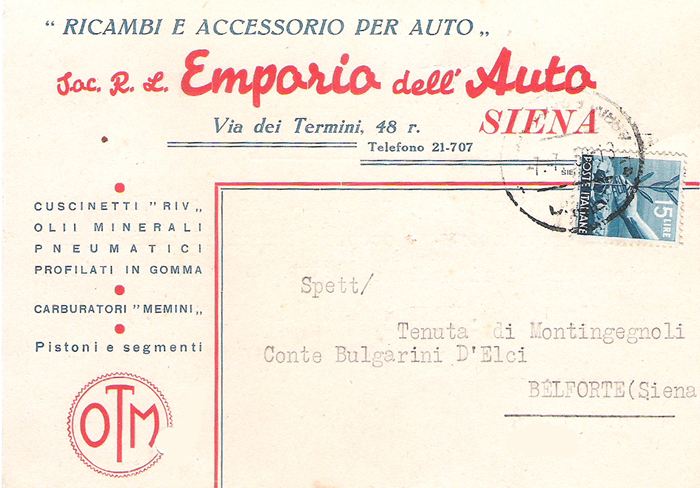 “ RICAMBI E ACCESSORIO PER AUTO „
Soc. R. L. Emporio dell' Auto
Via dei Termini, 48 r. SIENA
Telefono 21-707
POSTE ITALIANE
15 LIRE
CUSCINETTI "RIV„
OLII MINERALI
PNEUMATICI
PROFILATI IN GOMMA
CARBURATORI "MEMINI„
Pistoni e segmenti
OTM
Spett/
Tenuta di Montingegnoli
Conte Bulgarini D'Elci
BELFORTE(Siena